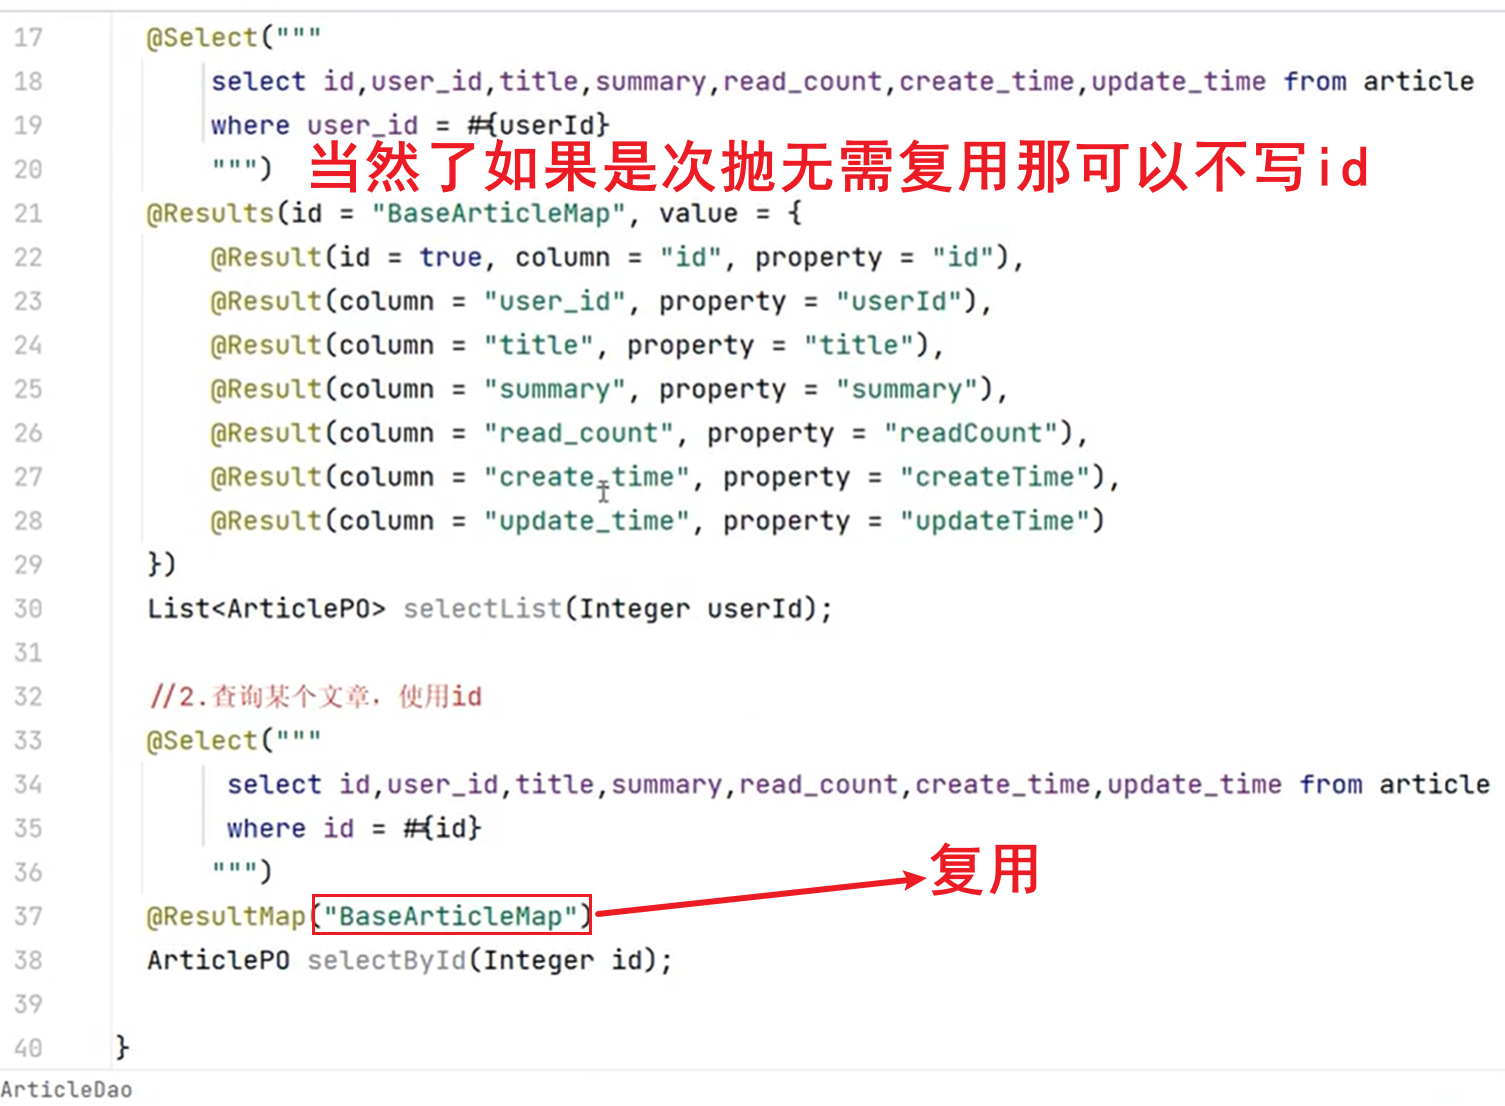 17 @Select("""
18 select id,user_id,title,summary,read_count,create_time,update_time from article
19 where user_id = #{userId}
20 """)
当然了如果是次抛无需复用那可以不写id
21 @Results(id = "BaseArticleMap", value = {
22 @Result(id = true, column = "id", property = "id"),
23 @Result(column = "user_id", property = "userId"),
24 @Result(column = "title", property = "title"),
25 @Result(column = "summary", property = "summary"),
26 @Result(column = "read_count", property = "readCount"),
27 @Result(column = "create_time", property = "createTime"),
28 @Result(column = "update_time", property = "updateTime")
29 })
30 List<ArticlePO> selectList(Integer userId);
31
32 //2.查询某个文章，使用id
33 @Select("""
34 select id,user_id,title,summary,read_count,create_time,update_time from article
35 where id = #{id}
36 """)
复用
37 @ResultMap("BaseArticleMap")
38 ArticlePO selectById(Integer id);
39
40 }
ArticleDao